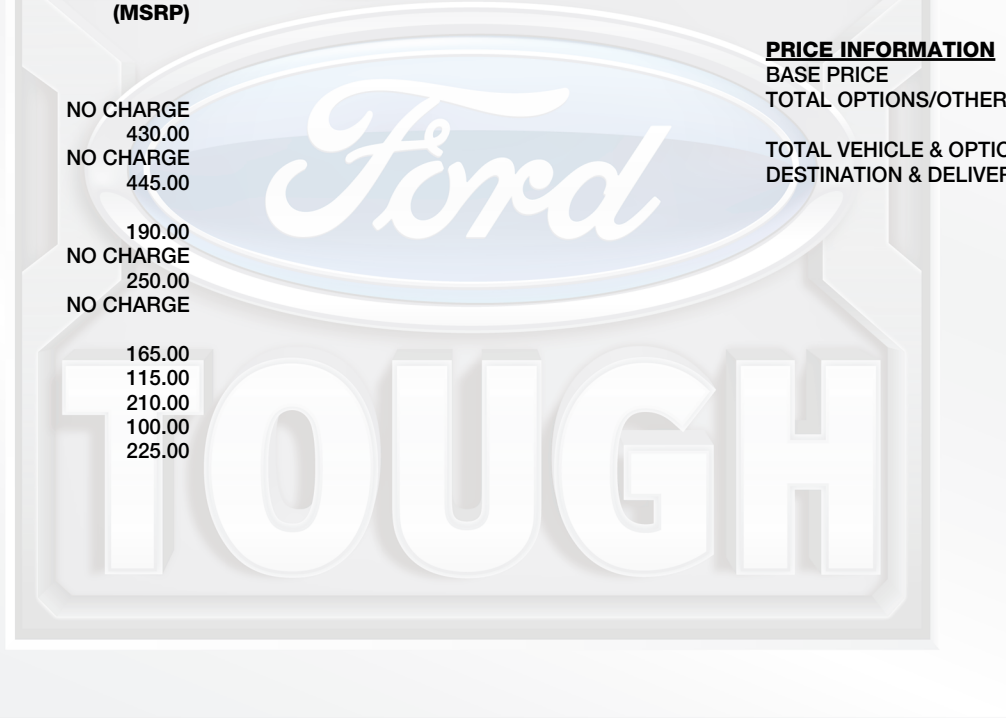 (MSRP)
NO CHARGE
430.00
NO CHARGE
445.00
190.00
NO CHARGE
250.00
NO CHARGE
165.00
115.00
210.00
100.00
225.00
PRICE INFORMATION
BASE PRICE
TOTAL OPTIONS/OTHER
TOTAL VEHICLE & OPTIO
DESTINATION & DELIVER
Ford
TOUGH